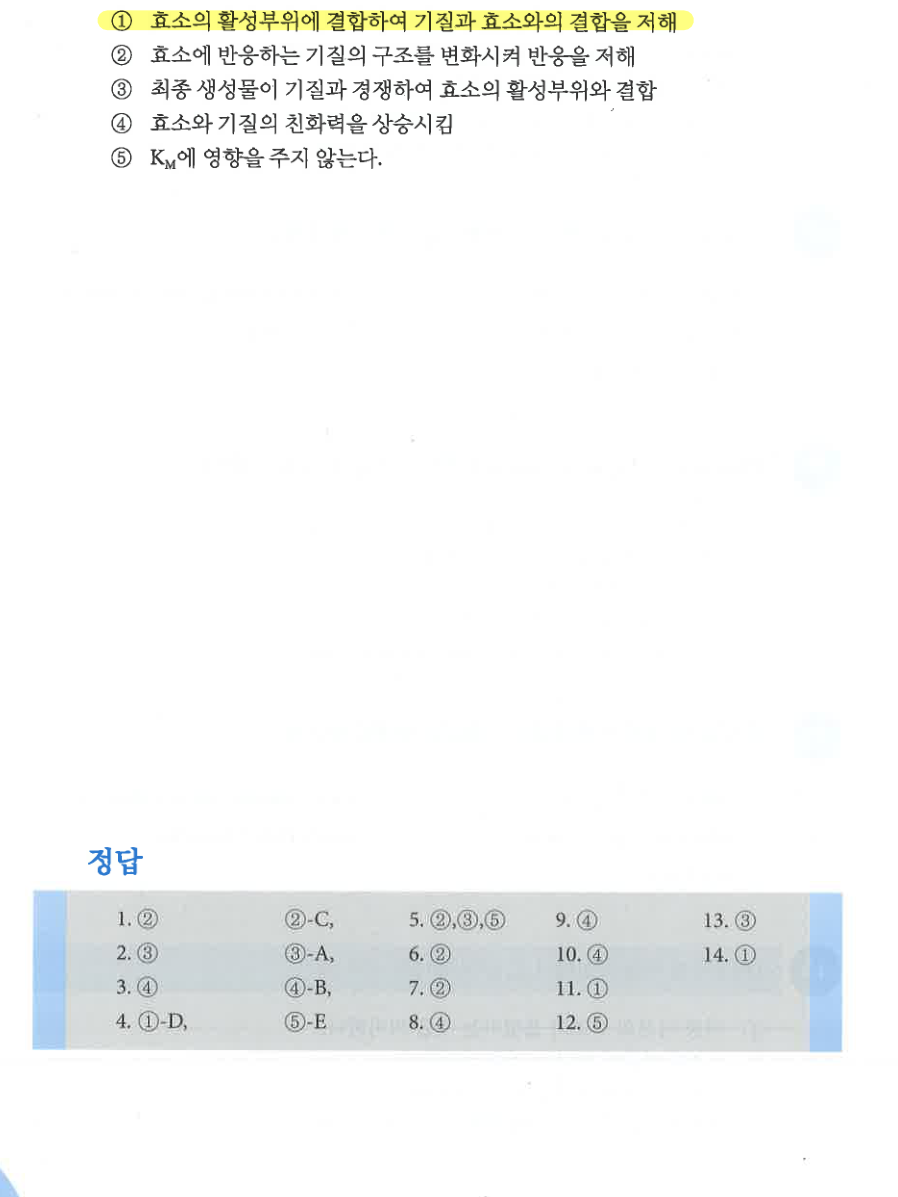 ① 효소의 활성부위에 결합하여 기질과 효소와의 결합을 저해
② 효소에 반응하는 기질의 구조를 변화시켜 반응을 저해
③ 최종 생성물이 기질과 경쟁하여 효소의 활성부위와 결합
④ 효소와 기질의 친화력을 상승시킴
⑤ KM에 영향을 주지 않는다.
정답
1. ② ②-C, 5. ②,③,⑤ 9. ④ 13. ③
2. ③ ③-A, 6. ② 10. ④ 14. ①
3. ④ ④-B, 7. ② 11. ①
4. ①-D, ⑤-E 8. ④ 12. ⑤